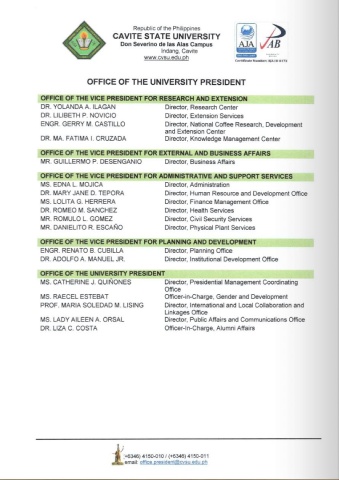 Republic of the Philippines
CAVITE STATE UNIVERSITY
Don Severino de las Alas Campus
Indang, Cavite
www.cvsu.edu.ph
AJA
PAB
OFFICE OF THE UNIVERSITY PRESIDENT
OFFICE OF THE VICE PRESIDENT FOR RESEARCH AND EXTENSION
DR. YOLANDA A. ILAGAN Director, Research Center
DR. LILIBETH P. NOVICIO Director, Extension Services
ENGR. GERRY M. CASTILLO Director, National Coffee Research, Development
and Extension Center
DR. MA. FATIMA I. CRUZADA Director, Knowledge Management Center
OFFICE OF THE VICE PRESIDENT FOR EXTERNAL AND BUSINESS AFFAIRS
MR. GUILLERMO P. DESENGANIO Director, Business Affairs
OFFICE OF THE VICE PRESIDENT FOR ADMINISTRATIVE AND SUPPORT SERVICES
MS. EDNA L. MOJICA Director, Administration
DR. MARY JANE D. TEPORA Director, Human Resource and Development Office
MS. LOLITA G. HERRERA Director, Finance Management Office
DR. ROMEO M. SANCHEZ Director, Health Services
MR. ROMULO L. GOMEZ Director, Civil Security Services
MR. DANIELITO R. ESCAÑO Director, Physical Plant Services
OFFICE OF THE VICE PRESIDENT FOR PLANNING AND DEVELOPMENT
ENGR. RENATO B. CUBILLA Director, Planning Office
DR. ADOLFO A. MANUEL JR. Director, Institutional Development Office
OFFICE OF THE UNIVERSITY PRESIDENT
MS. CATHERINE J. QUIÑONES Director, Presidential Management Coordinating
Office
MS. RAECEL ESTEBAT Officer-in-Charge, Gender and Development
PROF. MARIA SOLEDAD M. LISING Director, International and Local Collaboration and
Linkages Office
MS. LADY AILEEN A. ORSAL Director, Public Affairs and Communications Office
DR. LIZA C. COSTA Officer-In-Charge, Alumni Affairs
(+6346) 4150-010 / (+6346) 4150-011
email: office.president@cvsu.edu.ph